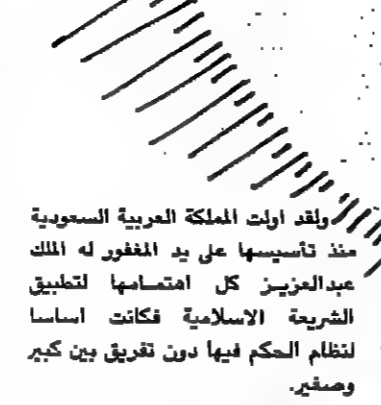 ولقد اولت المملكة العربية السعودية
منذ تأسيسها على يد المغفور له الملك
عبدالعزيز كل اهتمامها لتطبيق
الشريعة الاسلامية فكانت اساسا
لنظام الحكم فيها دون تفريق بين كبير
وصغير.